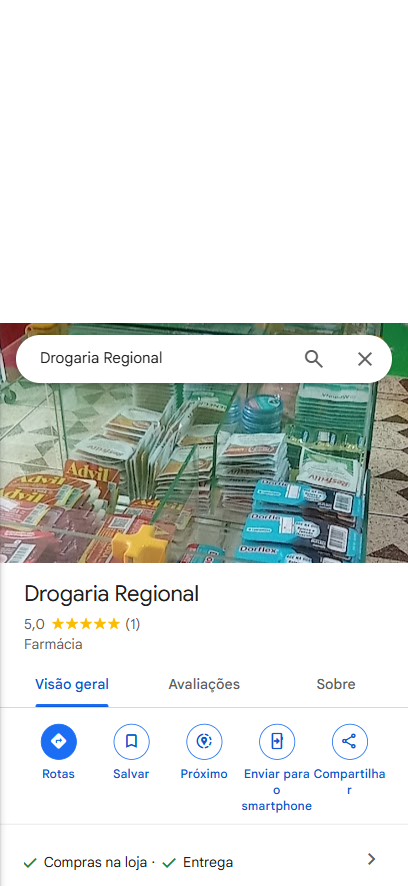 Drogaria Regional
Advil
Advil
Dorflex
Dorflex
Drogaria Regional
5,0 (1)
Farmácia
Visão geral Avaliações Sobre
Rotas Salvar Próximo Enviar para o smartphone Compartilhar
Compras na loja · Entrega